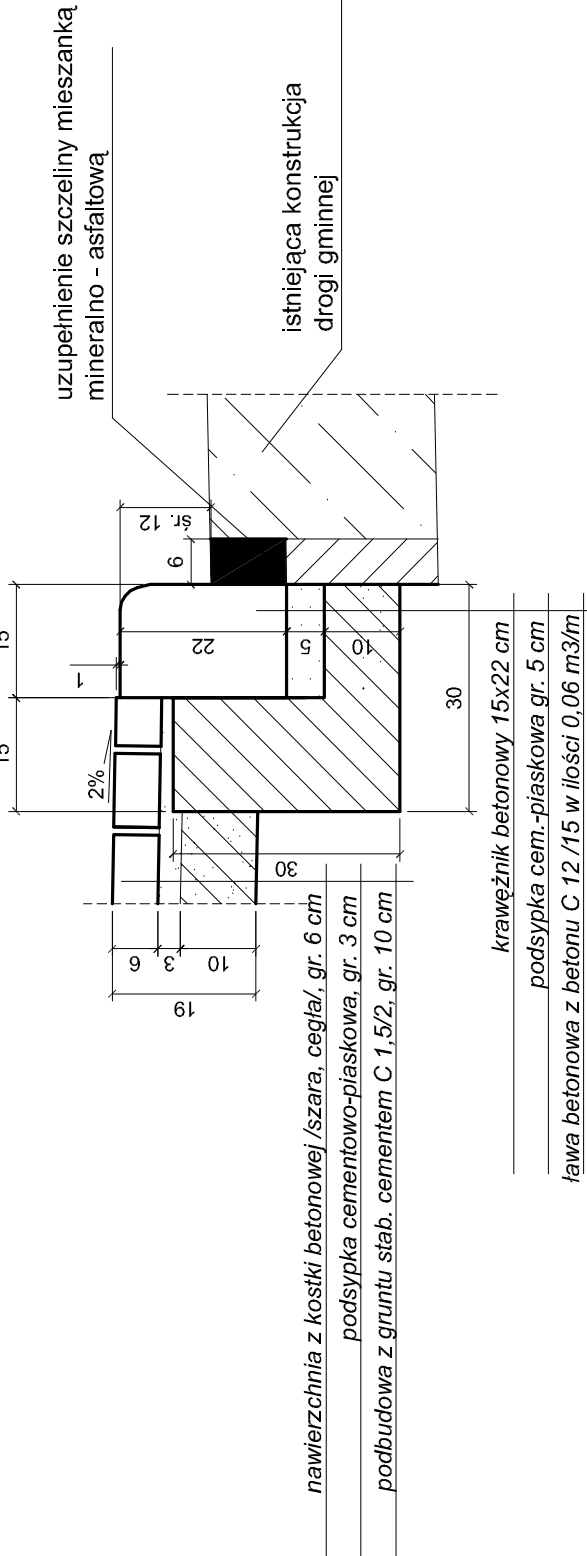 uzupełnienie szczeliny mieszanką
mineralno - asfaltową
istniejąca konstrukcja
drogi gminnej
15
15
1
2%
śr. 12
6
22
5
10
30
30
6
3
10
19
nawierzchnia z kostki betonowej /szara, cegła/, gr. 6 cm
podsypka cementowo-piaskowa, gr. 3 cm
podbudowa z gruntu stab. cementem C 1,5/2, gr. 10 cm
krawężnik betonowy 15x22 cm
podsypka cem.-piaskowa gr. 5 cm
ława betonowa z betonu C 12 /15 w ilości 0,06 m3/m